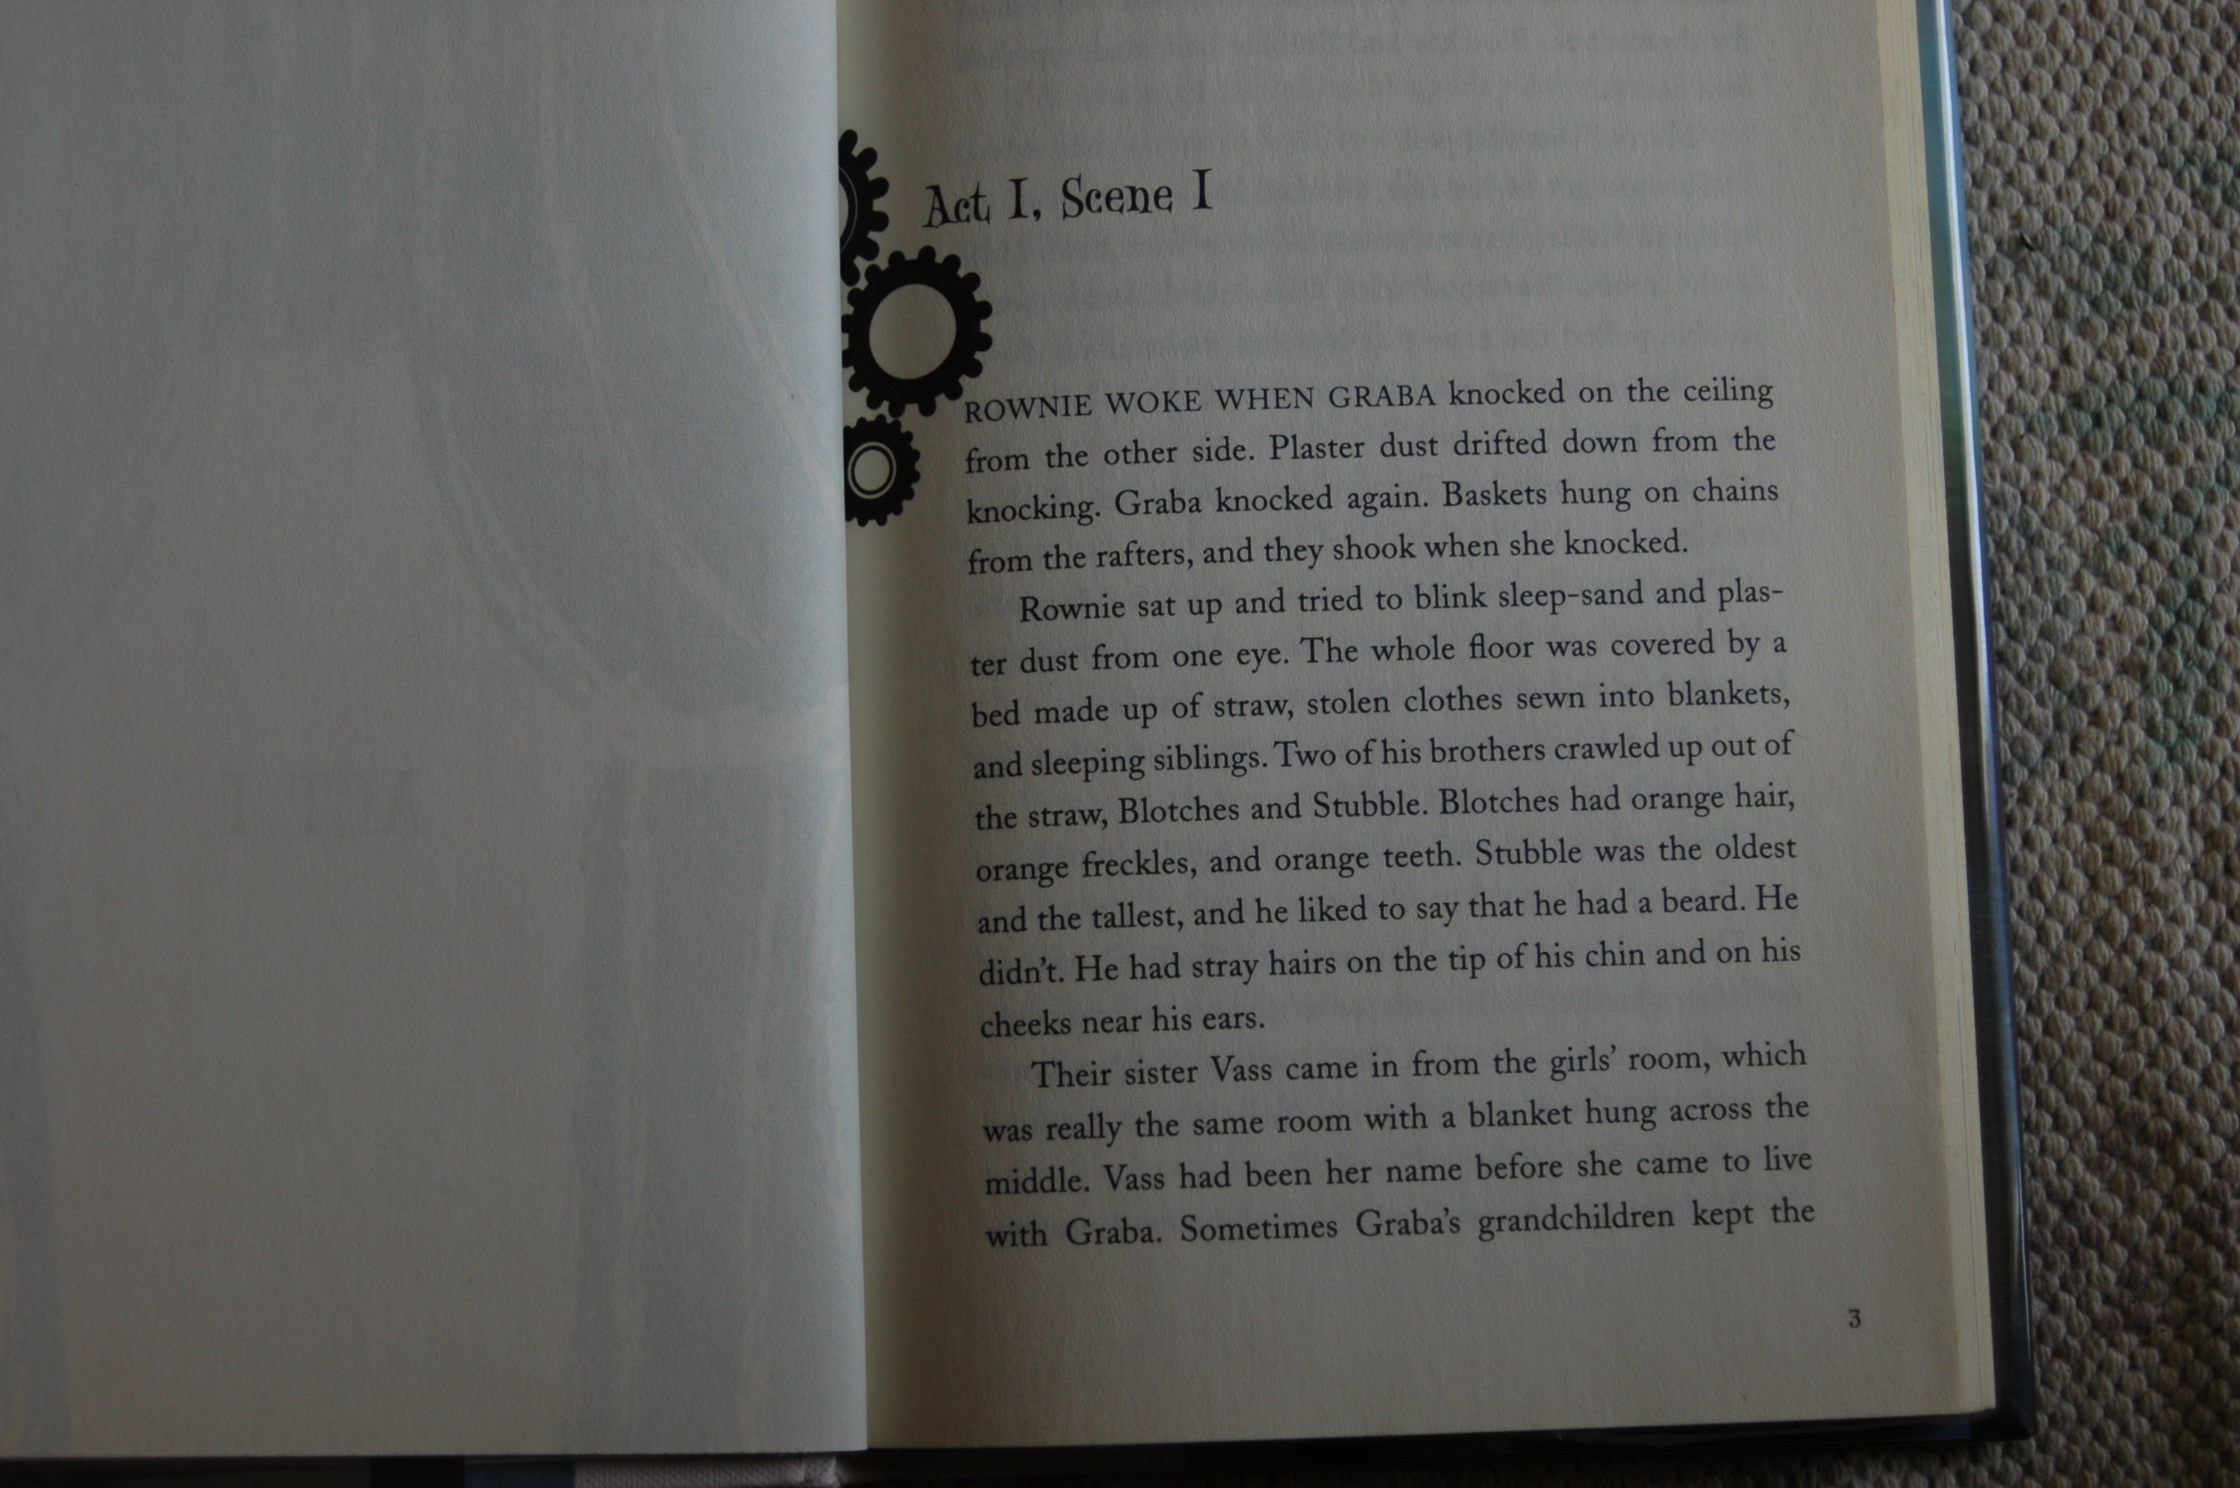 Act I, Scene I
ROWNIE WOKE WHEN GRABA knocked on the ceiling
from the other side. Plaster dust drifted down from the
knocking. Graba knocked again. Baskets hung on chains
from the rafters, and they shook when she knocked.
Rownie sat up and tried to blink sleep-sand and plas-
ter dust from one eye. The whole floor was covered by a
bed made up of straw, stolen clothes sewn into blankets,
and sleeping siblings. Two of his brothers crawled up out of
the straw, Blotches and Stubble. Blotches had orange hair,
orange freckles, and orange teeth. Stubble was the oldest
and the tallest, and he liked to say that he had a beard. He
didn’t. He had stray hairs on the tip of his chin and on his
cheeks near his ears.
Their sister Vass came in from the girls’ room, which
was really the same room with a blanket hung across the
middle. Vass had been her name before she came to live
with Graba. Sometimes Graba’s grandchildren kept the
3